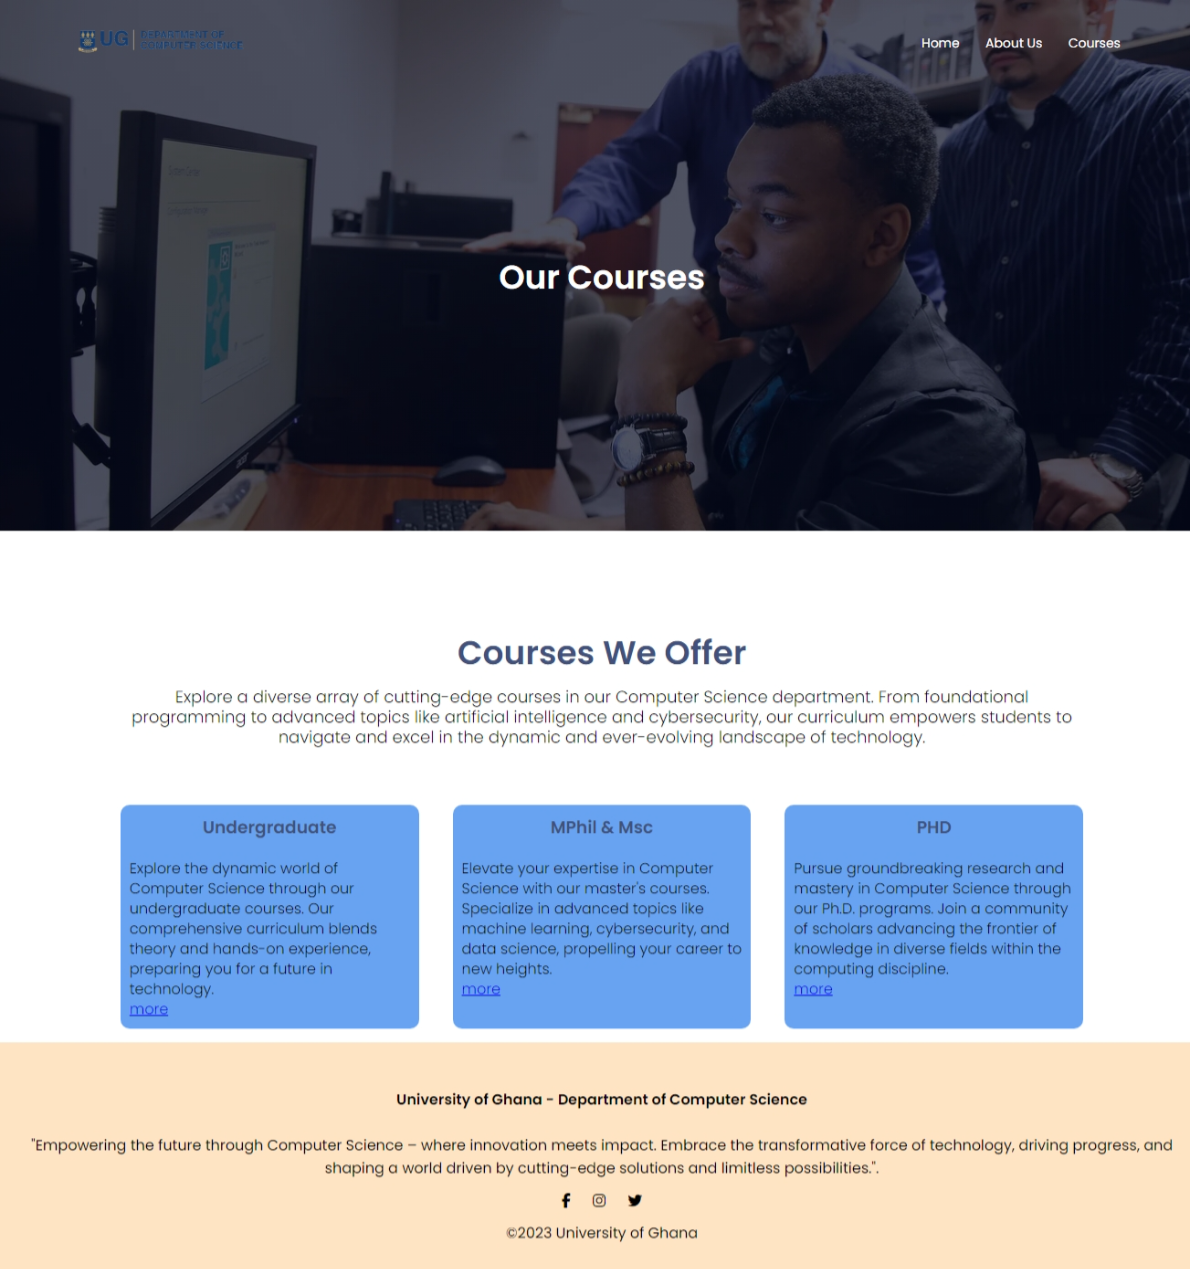 UG
DEPARTMENT OF
COMPUTER SCIENCE
Home
About Us
Courses
Our Courses
Courses We Offer
Explore a diverse array of cutting-edge courses in our Computer Science department. From foundational
programming to advanced topics like artificial intelligence and cybersecurity, our curriculum empowers students to
navigate and excel in the dynamic and ever-evolving landscape of technology.
Undergraduate
Explore the dynamic world of
Computer Science through our
undergraduate courses. Our
comprehensive curriculum blends
theory and hands-on experience,
preparing you for a future in
technology.
more
MPhil & Msc
Elevate your expertise in Computer
Science with our master's courses.
Specialize in advanced topics like
machine learning, cybersecurity, and
data science, propelling your career to
new heights.
more
PHD
Pursue groundbreaking research and
mastery in Computer Science through
our Ph.D. programs. Join a community
of scholars advancing the frontier of
knowledge in diverse fields within the
computing discipline.
more
University of Ghana - Department of Computer Science
"Empowering the future through Computer Science – where innovation meets impact. Embrace the transformative force of technology, driving progress, and
shaping a world driven by cutting-edge solutions and limitless possibilities.".
©2023 University of Ghana